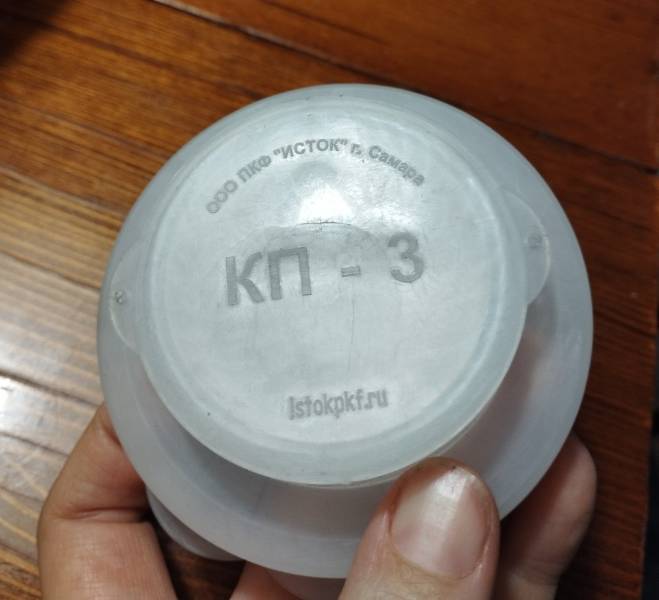 ООО ПКФ "ИСТОК" г. Самара
КП - 3
istokpkf.ru